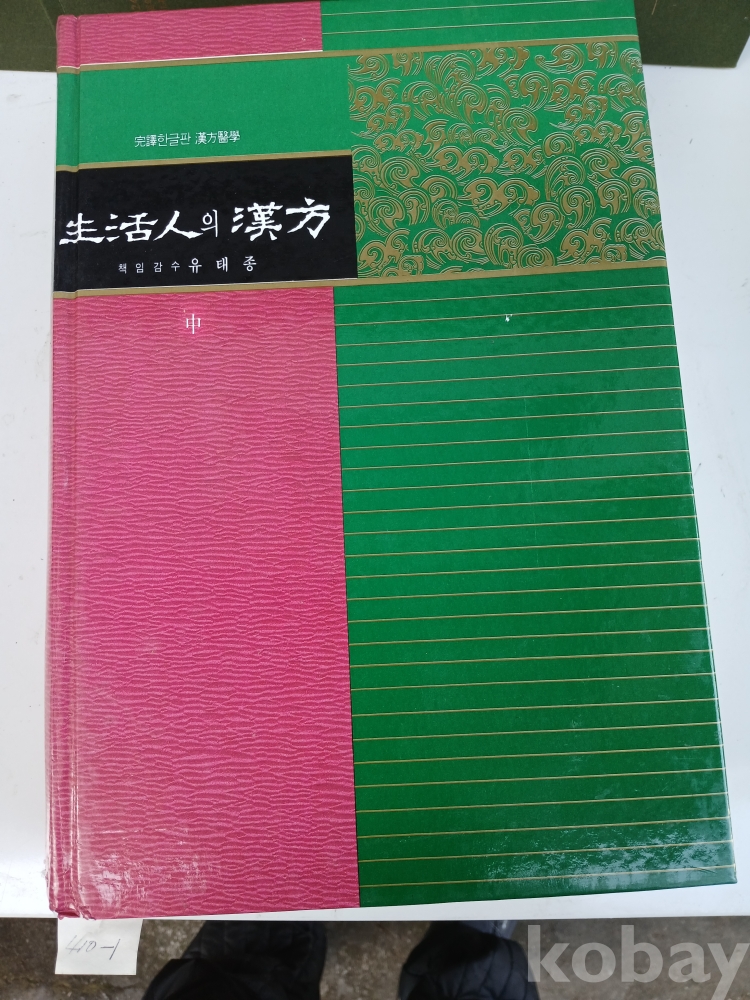 完譯한글판 漢方醫學
生活人의 漢方
책임감수 유태종
中
410-1
kobay